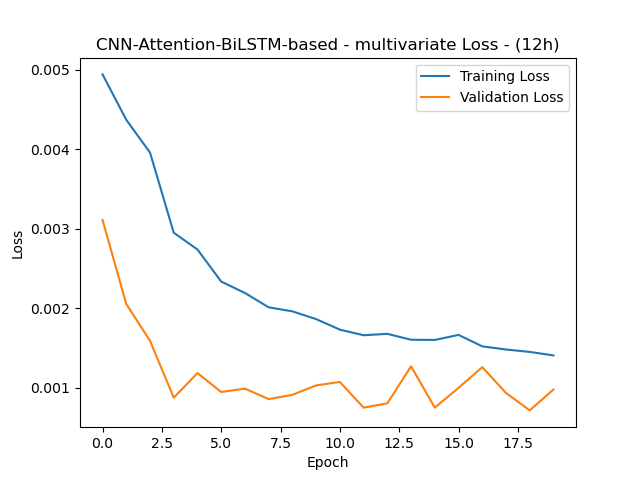 CNN-Attention-BiLSTM-based - multivariate Loss - (12h)
Training Loss
Validation Loss
0.005
0.004
0.003
0.002
0.001
Loss
0.0 2.5 5.0 7.5 10.0 12.5 15.0 17.5
Epoch